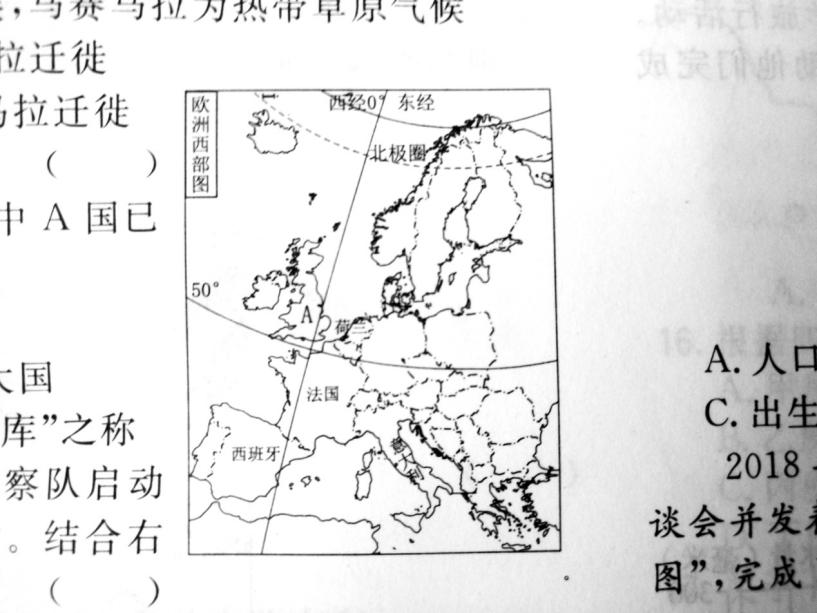 马赛马拉为热带草原气候
拉迁徙
马拉迁徙
(　　)
中 A 国已
大国
库”之称
察队启动
。结合右
(　　)
欧洲西部图
西经0° 东经
北极圈
50°
A
荷兰
法国
西班牙
意大利
A. 人口
C. 出生
2018
谈会并发表
图”,完成